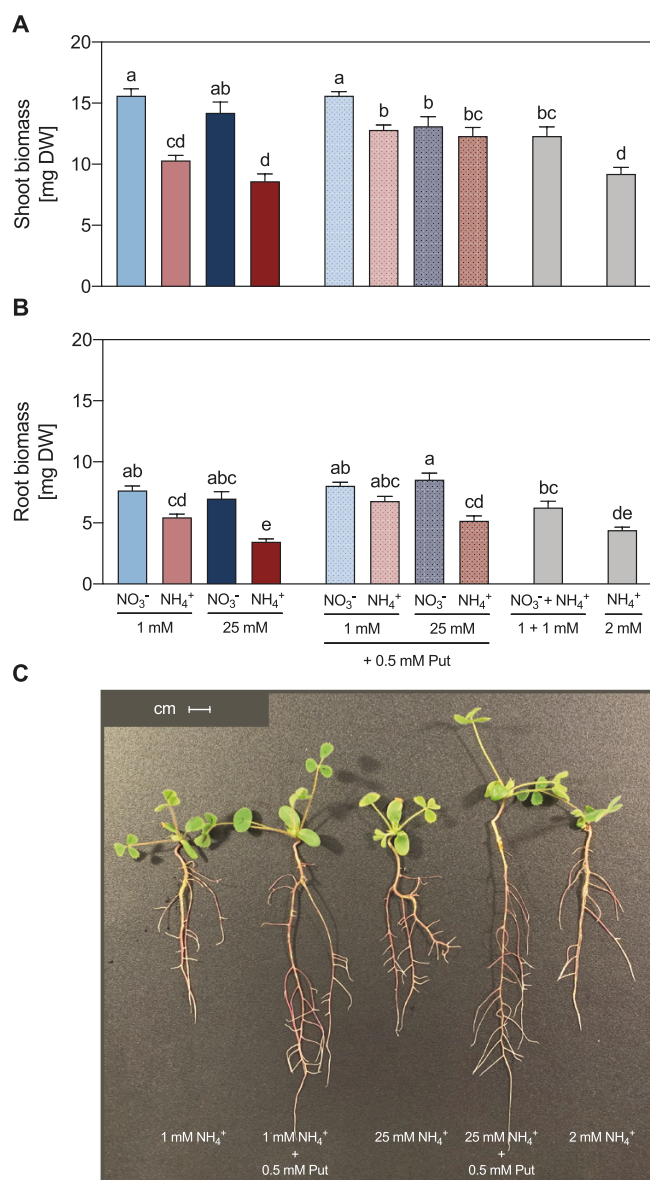 A
20
15
10
5
0
Shoot biomass
[mg DW]
a
cd
ab
d
a
b
b
bc
bc
d
B
20
15
10
5
0
Root biomass
[mg DW]
ab
cd
abc
e
ab
abc
a
cd
bc
de
NO₃⁻ NH₄⁺ NO₃⁻ NH₄⁺ NO₃⁻ NH₄⁺ NO₃⁻ NH₄⁺ NO₃⁻ + NH₄⁺ NH₄⁺
1 mM 25 mM 1 mM 25 mM 1 + 1 mM 2 mM
+ 0.5 mM Put
C
cm
1 mM NH₄⁺ 1 mM NH₄⁺ 25 mM NH₄⁺ 25 mM NH₄⁺ 2 mM NH₄⁺
+ +
0.5 mM Put 0.5 mM Put